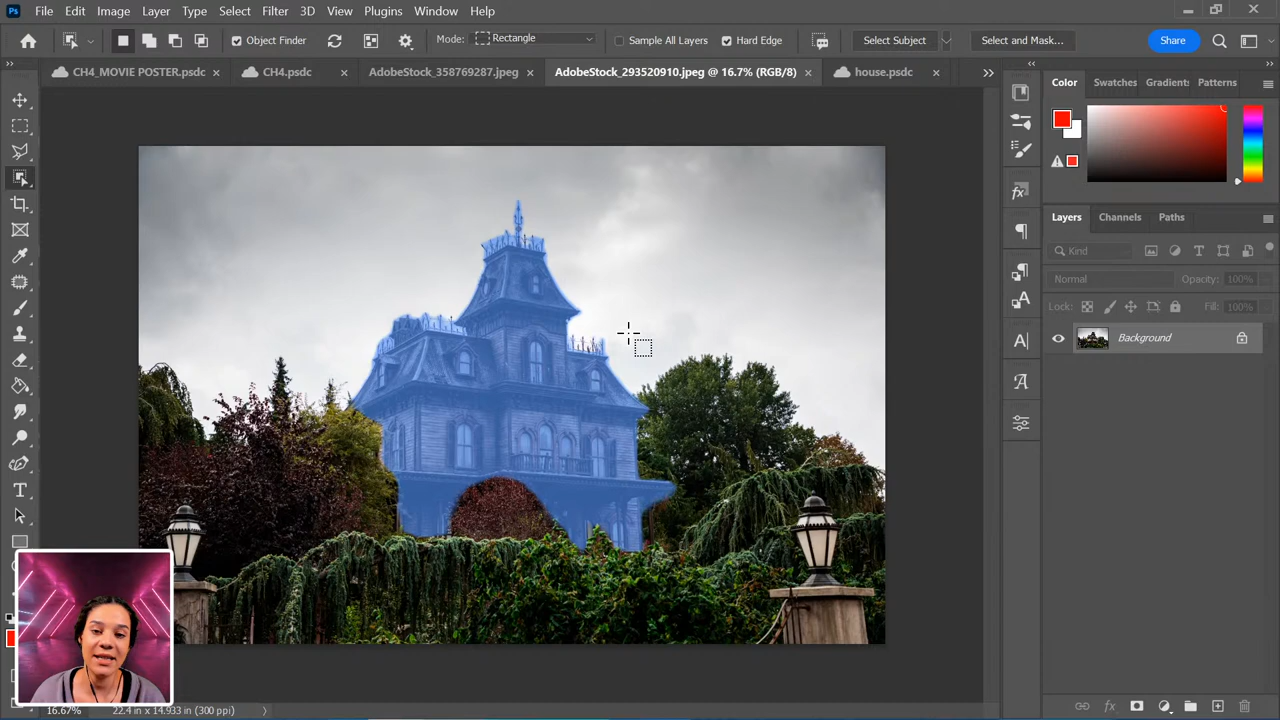 Ps File Edit Image Layer Type Select Filter 3D View Plugins Window Help
Object Finder Mode: Rectangle Sample All Layers Hard Edge Select Subject Select and Mask... Share
CH4_MOVIE POSTER.psdc × CH4.psdc × AdobeStock_358769287.jpeg × AdobeStock_293520910.jpeg @ 16.7% (RGB/8) × house.psdc ×
Color Swatches Gradient: Patterns
Layers Channels Paths
Kind
Normal Opacity: 100%
Lock: Fill: 100%
Background
16.67% 22.4 in x 14.933 in (300 ppi)